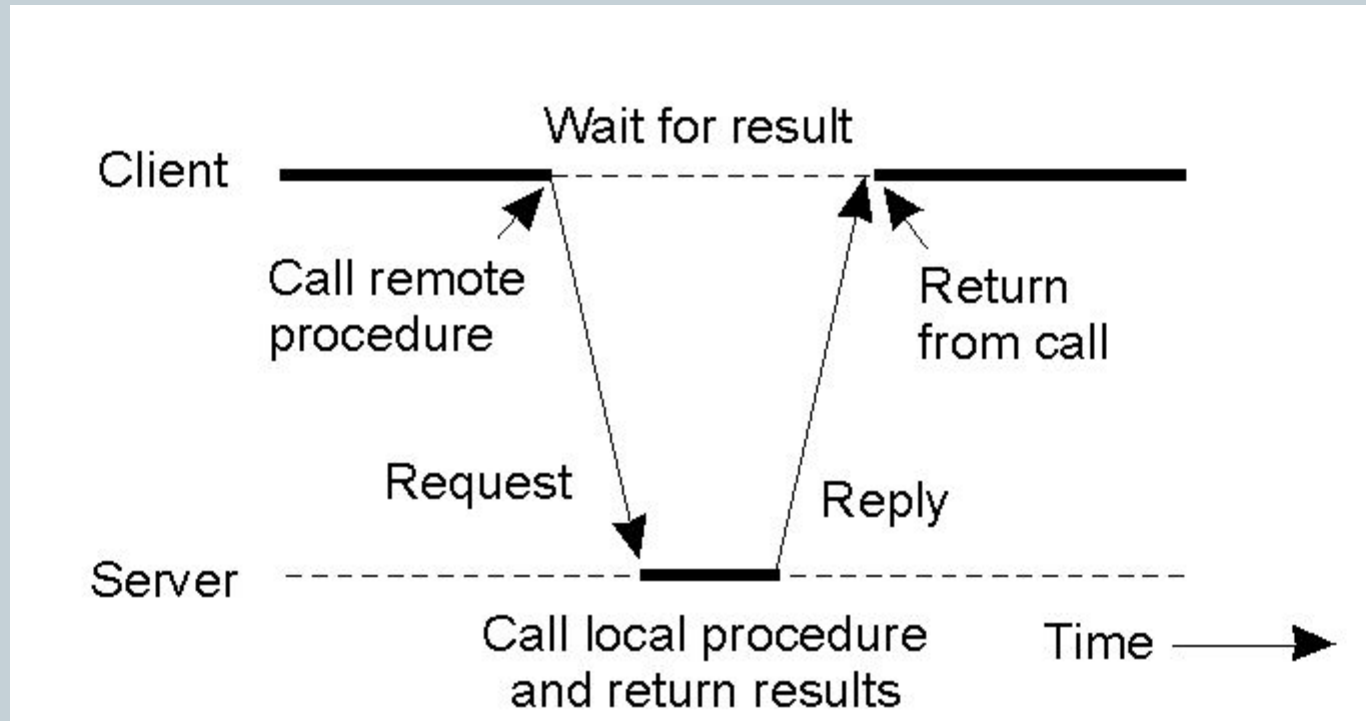 Wait for result
Client
Call remote
procedure
Return
from call
Request
Reply
Server
Call local procedure
and return results
Time